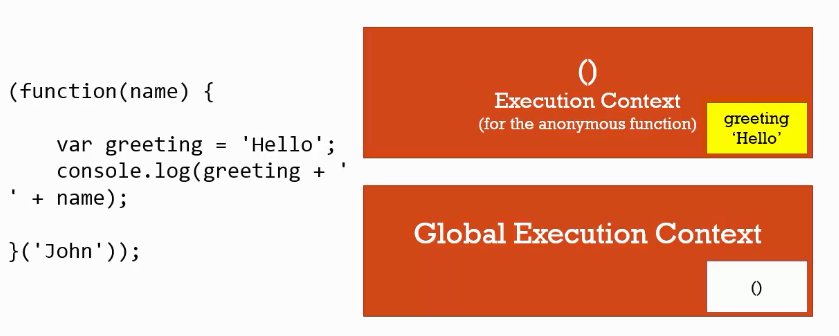 (function(name) {
var greeting = 'Hello';
console.log(greeting + '
' + name);
}('John'));
()
Execution Context
(for the anonymous function)
greeting
‘Hello’
Global Execution Context
()